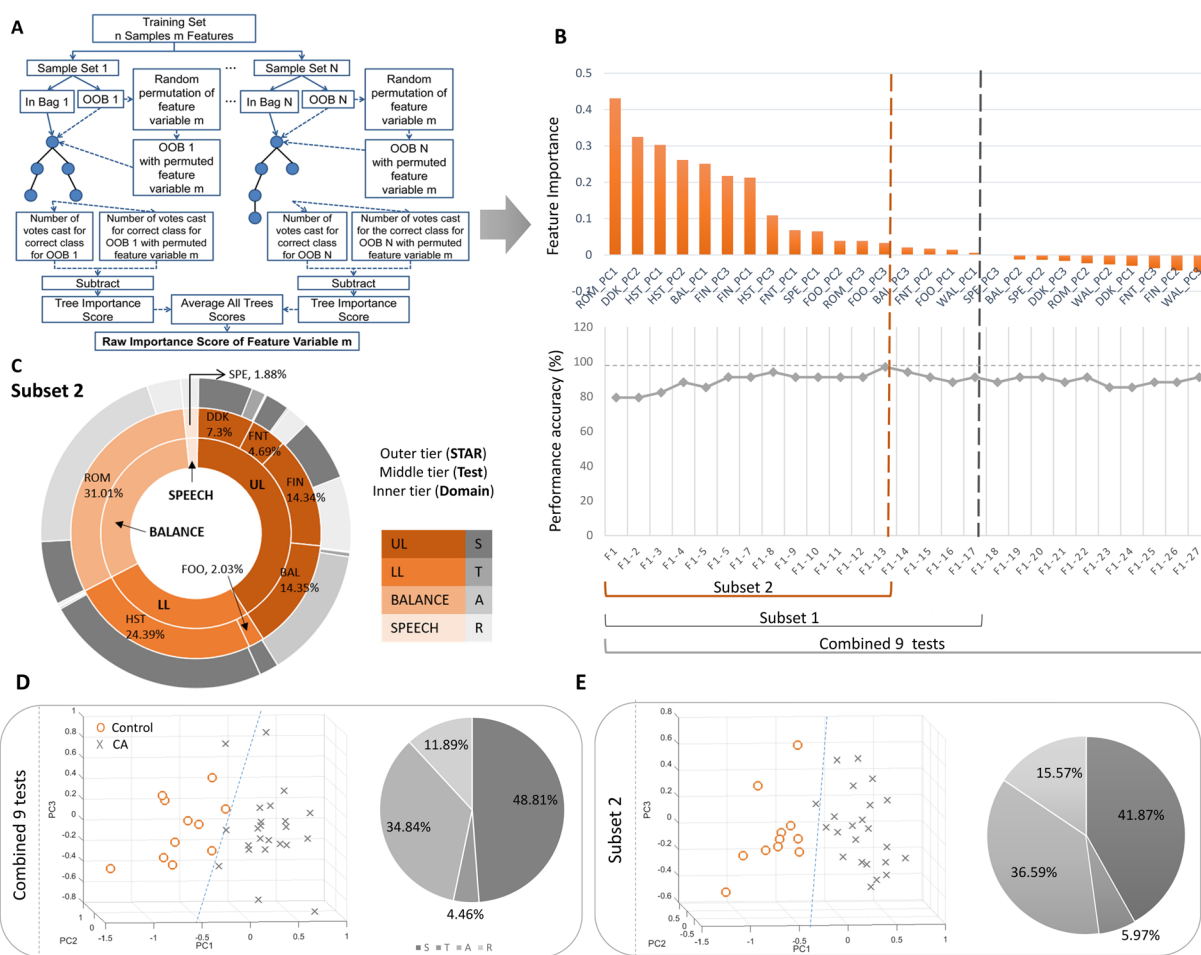 A
Training Set
n Samples m Features
Sample Set 1
...
Sample Set N
In Bag 1
OOB 1
Random
permutation of
feature
variable m
...
In Bag N
OOB N
Random
permutation of
feature
variable m
OOB 1
with permuted
feature
variable m
OOB N
with permuted
feature
variable m
Number of
votes cast for
correct class
for OOB 1
Number of votes cast
for correct class for
OOB 1 with permuted
feature variable m
Number of
votes cast for
correct class
for OOB N
Number of votes cast
for the correct class for
OOB N with permuted
feature variable m
Subtract
Subtract
Tree Importance
Score
Average All Trees
Scores
Tree Importance
Score
Raw Importance Score of Feature Variable m
B
Feature Importance
0.5
0.4
0.3
0.2
0.1
0
-0.1
ROM_PC1
DDK_PC2
HST_PC1
HST_PC2
BAL_PC1
FIN_PC1
FIN_PC1
HST_PC3
FNT_PC1
SPE_PC1
FOO_PC2
ROM_PC3
FOO_PC3
BAL_PC3
FNT_PC2
FOO_PC1
WAL_PC1
SPE_PC3
BAL_PC2
SPE_PC2
DDK_PC3
ROM_PC2
WAL_PC2
DDK_PC1
FNT_PC3
FIN_PC2
WAL_PC3
Performance accuracy (%)
120
100
80
60
40
20
0
F1
F1-2
F1-3
F1-4
F1-5
F1-6
F1-7
F1-8
F1-9
F1-10
F1-11
F1-12
F1-13
F1-14
F1-15
F1-16
F1-17
F1-18
F1-19
F1-20
F1-21
F1-22
F1-23
F1-24
F1-25
F1-26
F1-27
Subset 2
Subset 1
Combined 9 tests
C
Subset 2
SPE, 1.88%
DDK
7.3%
FNT
4.69%
UL
FIN
14.34%
ROM
31.01%
SPEECH
BALANCE
FOO, 2.03%
BAL
14.35%
LL
HST
24.39%
Outer tier (STAR)
Middle tier (Test)
Inner tier (Domain)
UL S
LL T
BALANCE A
SPEECH R
D
Combined 9 tests
Control
CA
PC3
1
0.8
0.6
0.4
0.2
0
-0.2
-0.4
-0.6
-0.8
1
0
PC2
-1.5
-1
-0.5
0
0.5
1
PC1
11.89%
48.81%
34.84%
4.46%
S T A R
E
Subset 2
PC3
0.8
0.6
0.4
0.2
0
-0.2
-0.4
-0.6
0.5
0
-0.5
PC2
-1.5
-1
-0.5
0
0.5
1
PC1
15.57%
41.87%
36.59%
5.97%